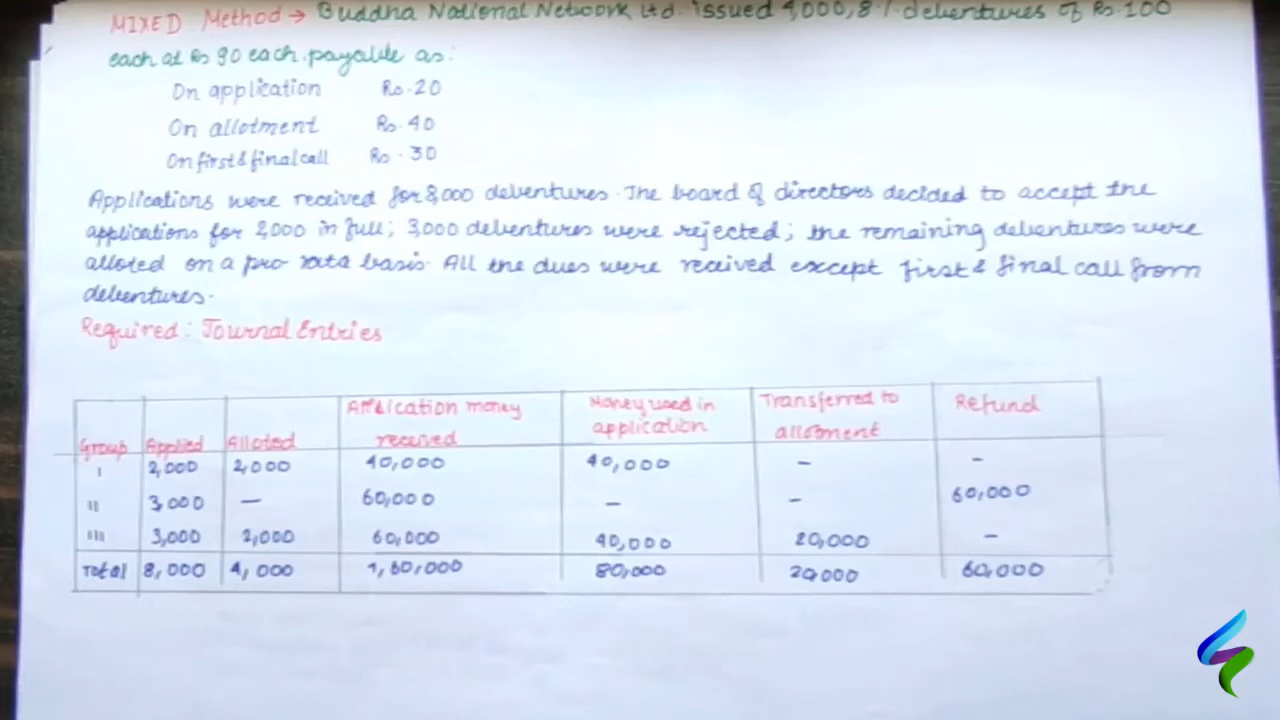 MIXED Method → Buddha National Network Ltd. issued 4,000, 8% debentures of Rs. 100
each at Rs 90 each. payable as:
On application Rs. 20
On allotment Rs. 40
On first & final call Rs. 30
Applications were received for 8,000 debentures. The board of directors decided to accept the
applications for 2,000 in full; 3,000 debentures were rejected; the remaining debentures were
alloted on a pro rata basis. All the dues were received except first & final call from
debentures.
Required: Journal Entries
Group Applied Alloted Application money received Money used in application Transferred to allotment Refund
I 2,000 2,000 40,000 40,000 – –
II 3,000 – 60,000 – – 60,000
III 3,000 2,000 60,000 40,000 20,000 –
Total 8,000 4,000 1,60,000 80,000 20,000 60,000